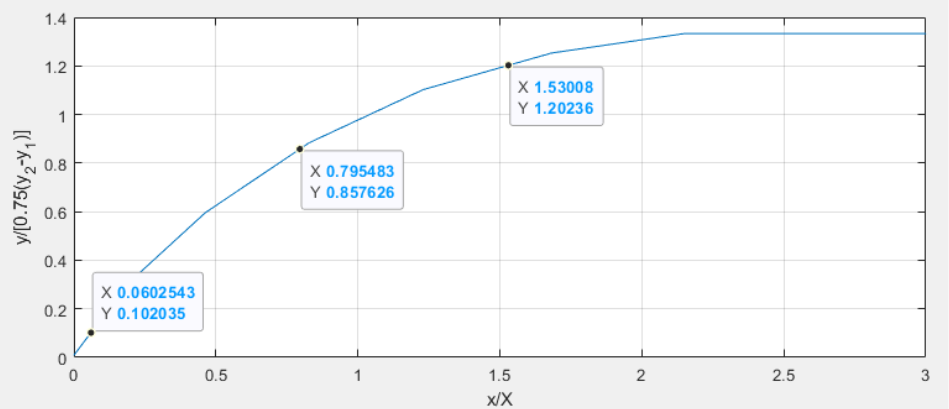 1.4
1.2
1
0.8
0.6
0.4
0.2
0
y/[0.75(y₂-y₁)]
X 1.53008
Y 1.20236
X 0.795483
Y 0.857626
X 0.0602543
Y 0.102035
0 0.5 1 1.5 2 2.5 3
x/X